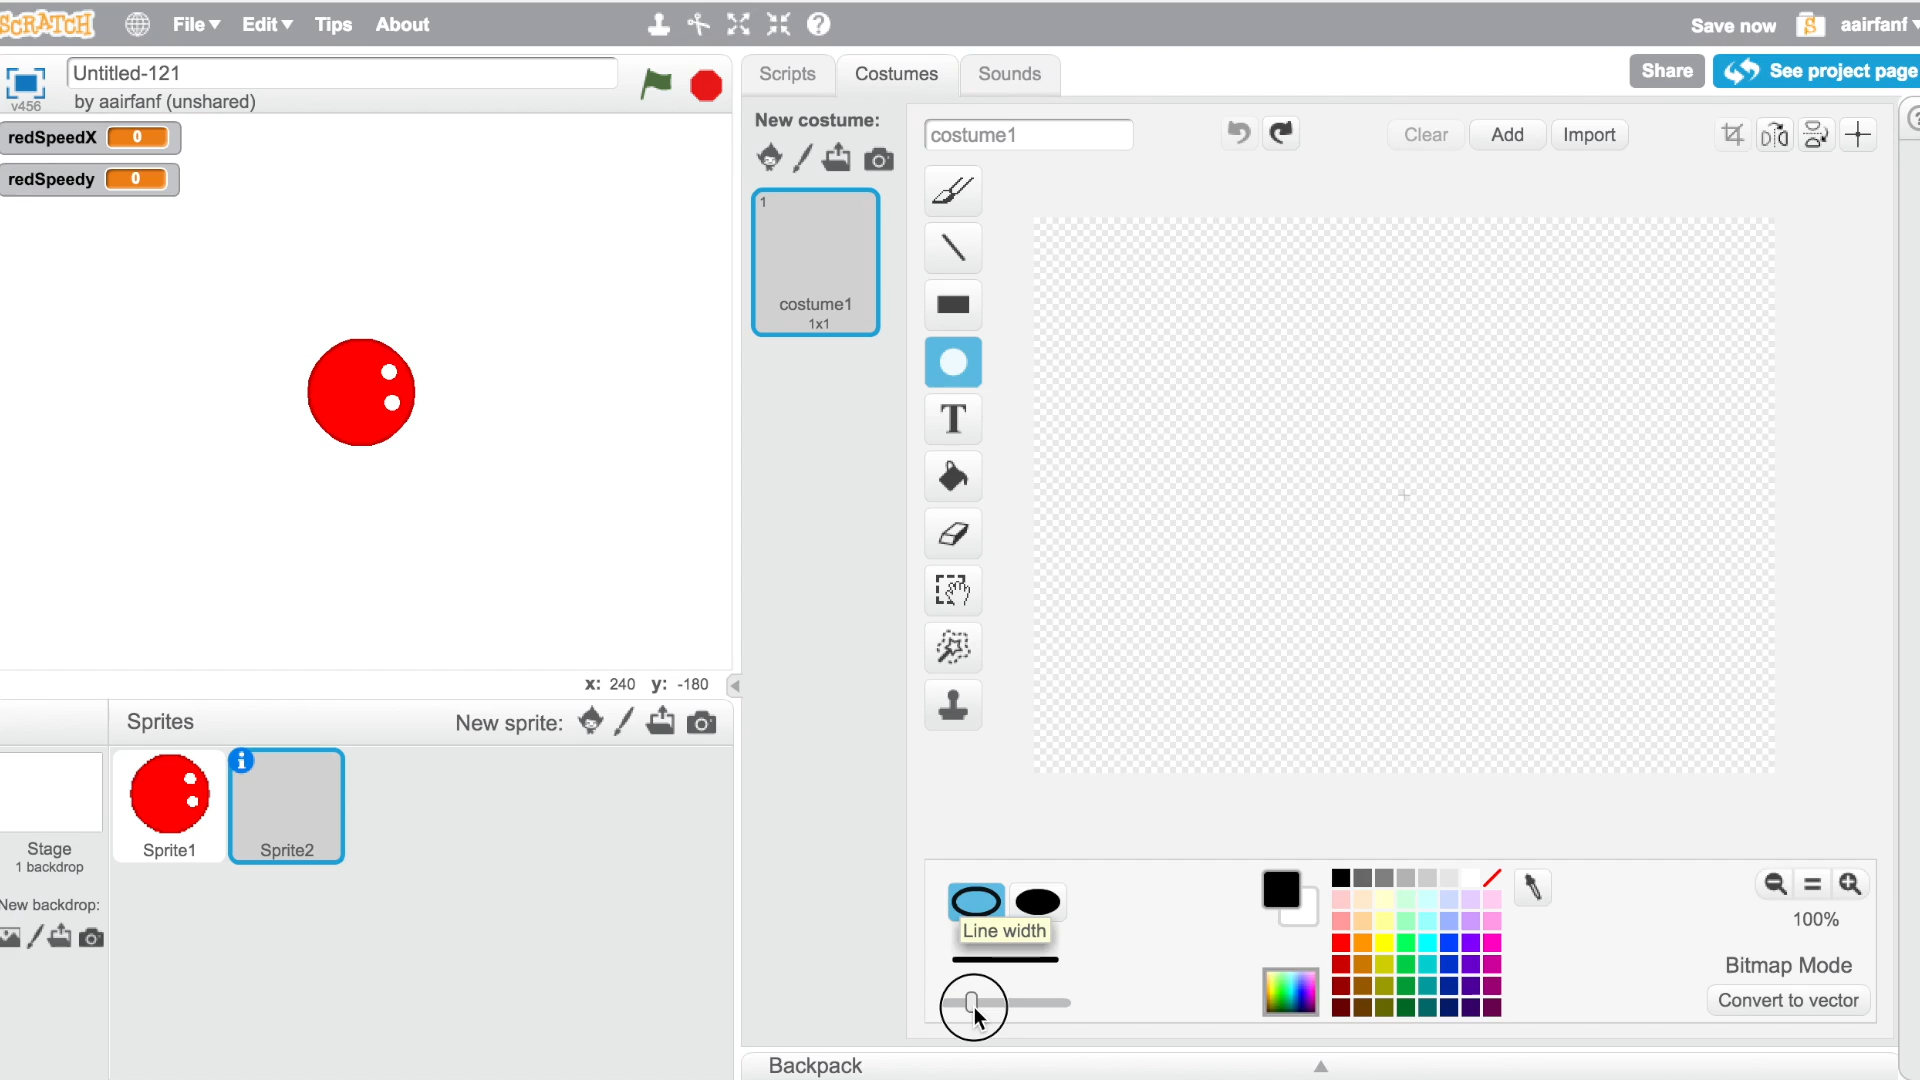 SCRATCH File Edit Tips About Save now aairfanf
Untitled-121
v456
by aairfanf (unshared)
Scripts Costumes Sounds
Share See project page
redSpeedX 0
redSpeedy 0
New costume:
costume1
Clear Add Import
1
costume1
1x1
T
x: 240 y: -180
Sprites
New sprite:
Stage
1 backdrop
New backdrop:
Sprite1
Sprite2
Line width
100%
Bitmap Mode
Convert to vector
Backpack